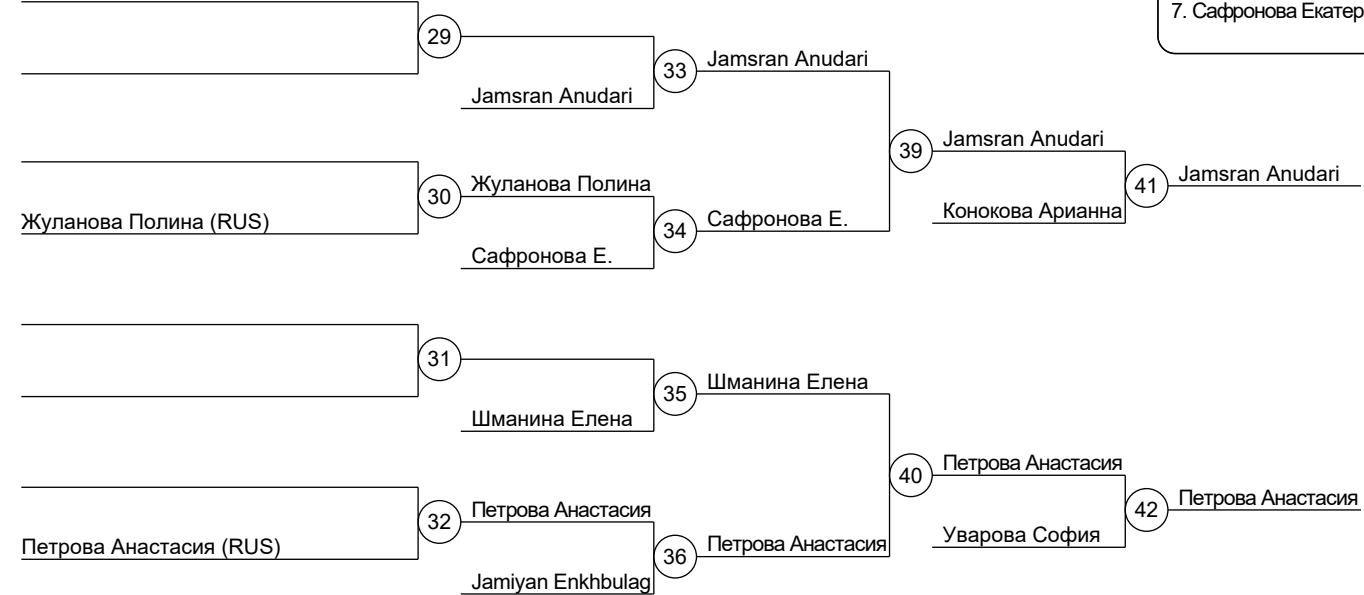 7. Сафронова Екатер
29
Jamsran Anudari
33
Jamsran Anudari
39
Jamsran Anudari
41
Jamsran Anudari
30
Жуланова Полина
Жуланова Полина (RUS)
34
Сафронова Е.
Конокова Арианна
Сафронова Е.
31
35
Шманина Елена
Шманина Елена
40
Петрова Анастасия
42
Петрова Анастасия
32
Петрова Анастасия
Петрова Анастасия (RUS)
36
Петрова Анастасия
Уварова София
Jamiyan Enkhbulag